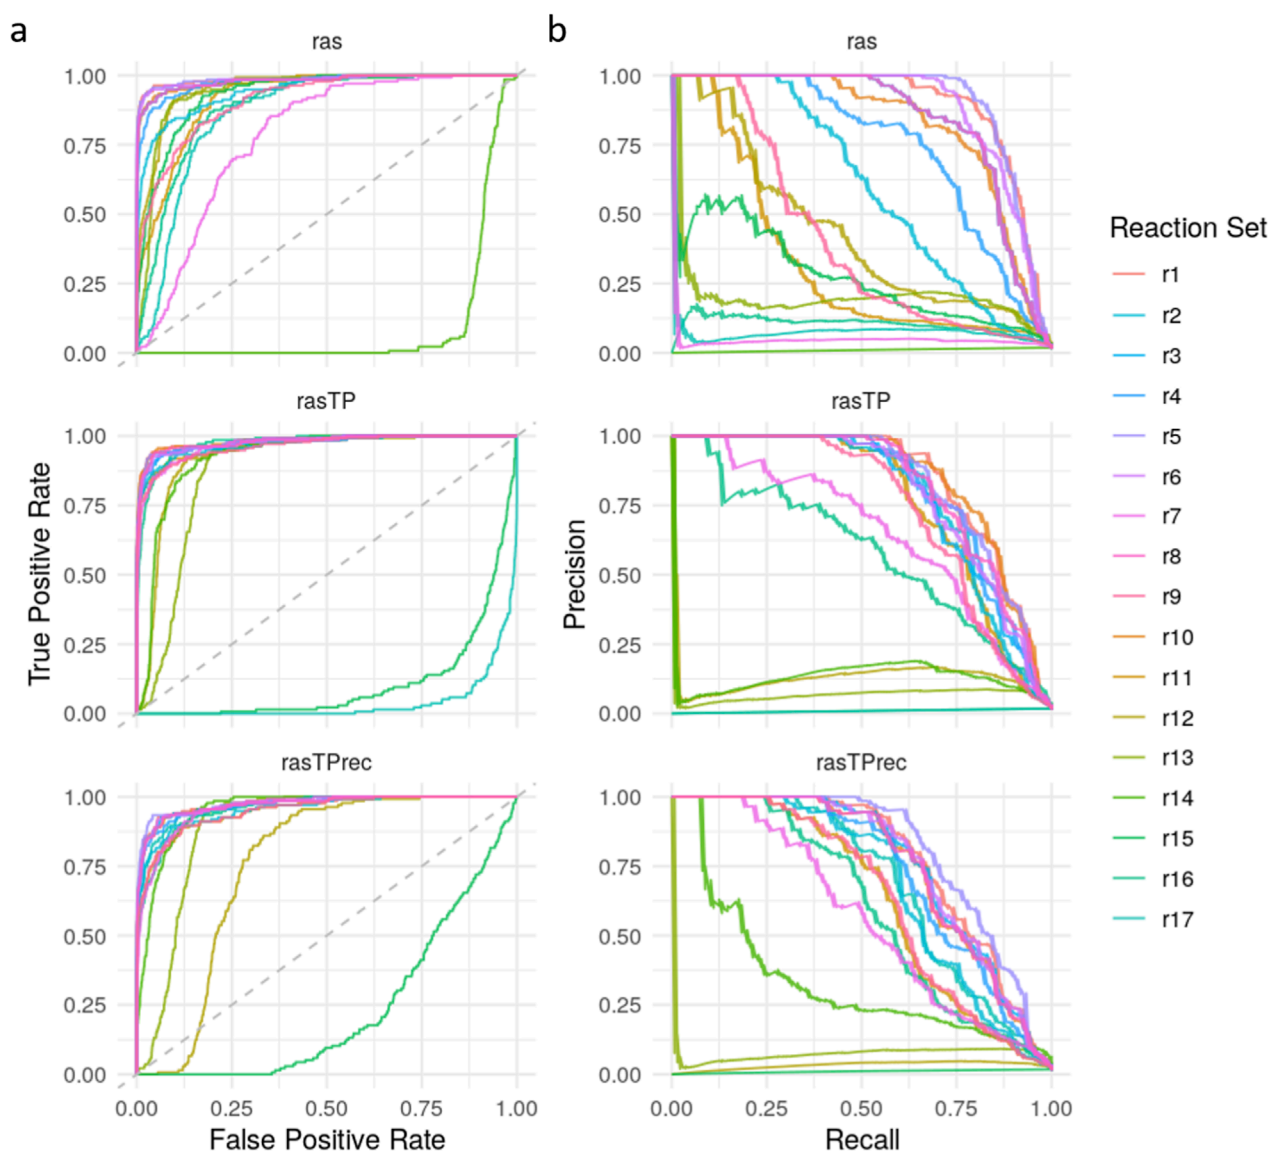 a
b
ras
ras
1.00
0.75
0.50
0.25
0.00
1.00
0.75
0.50
0.25
0.00
rasTP
rasTP
1.00
0.75
0.50
0.25
0.00
1.00
0.75
0.50
0.25
0.00
rasTPrec
rasTPrec
1.00
0.75
0.50
0.25
0.00
1.00
0.75
0.50
0.25
0.00
0.00 0.25 0.50 0.75 1.00
0.00 0.25 0.50 0.75 1.00
True Positive Rate
False Positive Rate
Precision
Recall
Reaction Set
r1
r2
r3
r4
r5
r6
r7
r8
r9
r10
r11
r12
r13
r14
r15
r16
r17